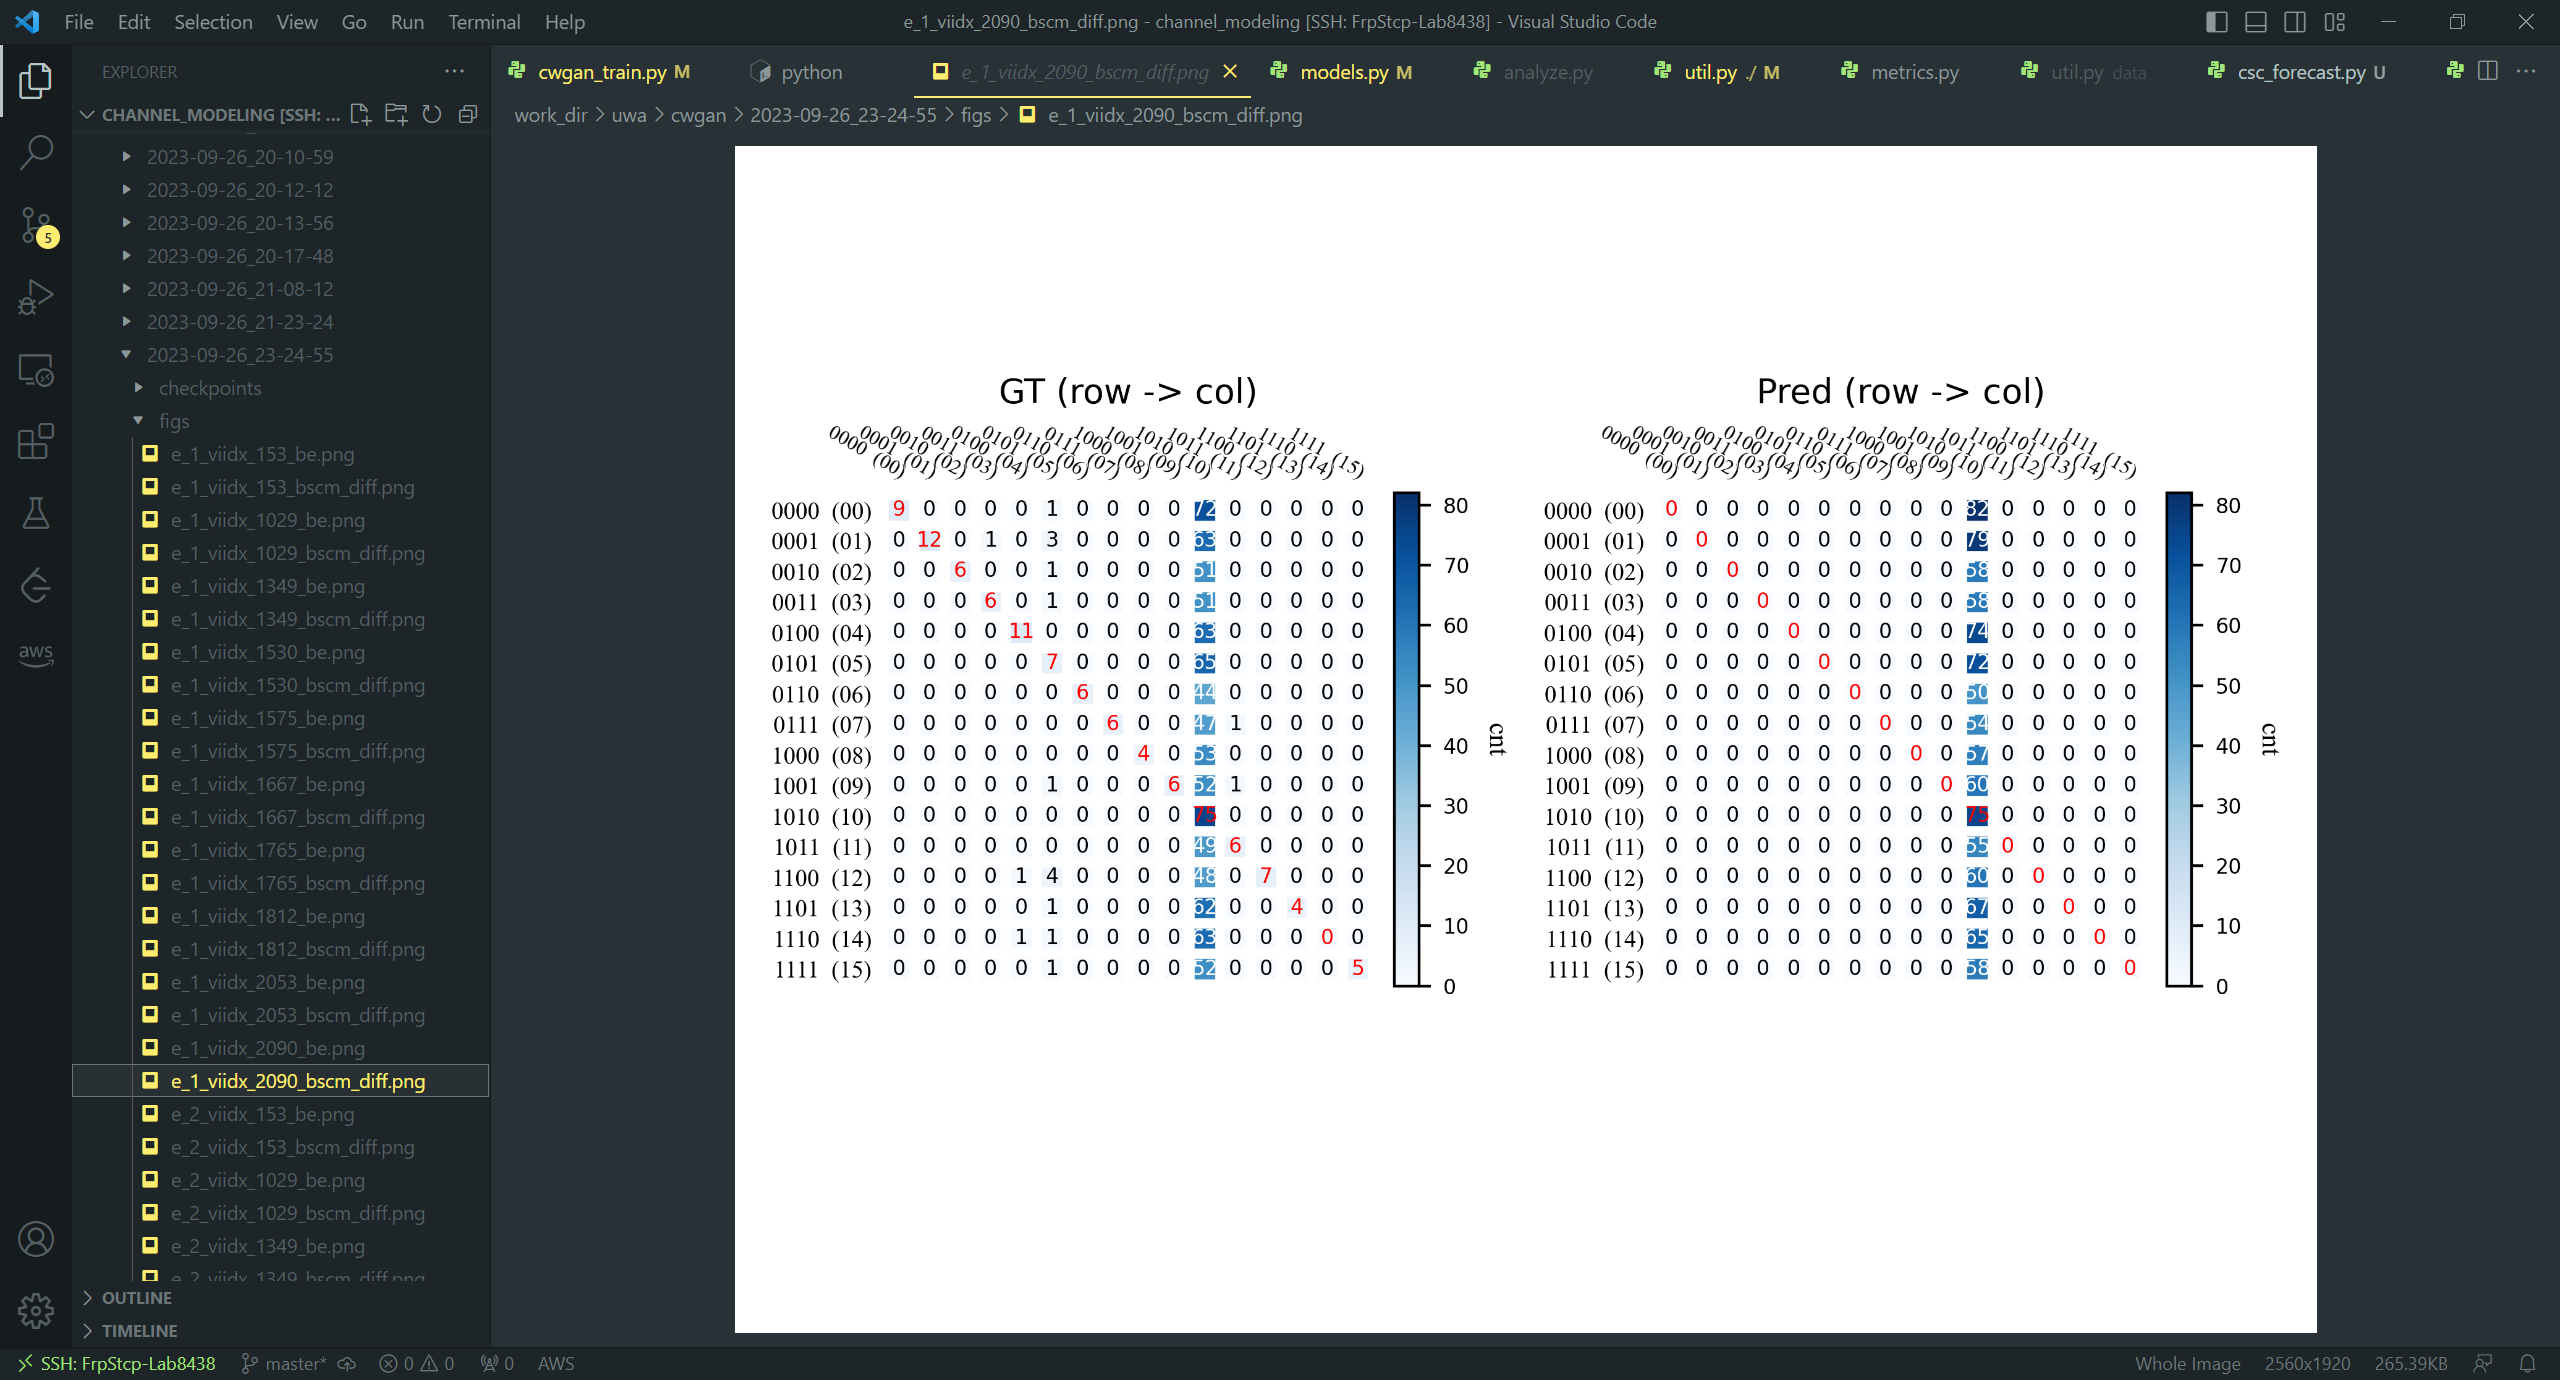 File Edit Selection View Go Run Terminal Help
e_1_viidx_2090_bscm_diff.png - channel_modeling [SSH: FrpStcp-Lab8438] - Visual Studio Code
EXPLORER
cwgan_train.py M
python
e_1_viidx_2090_bscm_diff.png
models.py M
analyze.py
util.py ./ M
metrics.py
util.py data
csc_forecast.py U
CHANNEL_MODELING [SSH: ...
work_dir > uwa > cwgan > 2023-09-26_23-24-55 > figs > e_1_viidx_2090_bscm_diff.png
2023-09-26_20-10-59
2023-09-26_20-12-12
2023-09-26_20-13-56
2023-09-26_20-17-48
2023-09-26_21-08-12
2023-09-26_21-23-24
2023-09-26_23-24-55
checkpoints
figs
e_1_viidx_153_be.png
e_1_viidx_153_bscm_diff.png
e_1_viidx_1029_be.png
e_1_viidx_1029_bscm_diff.png
e_1_viidx_1349_be.png
e_1_viidx_1349_bscm_diff.png
e_1_viidx_1530_be.png
e_1_viidx_1530_bscm_diff.png
e_1_viidx_1575_be.png
e_1_viidx_1575_bscm_diff.png
e_1_viidx_1667_be.png
e_1_viidx_1667_bscm_diff.png
e_1_viidx_1765_be.png
e_1_viidx_1765_bscm_diff.png
e_1_viidx_1812_be.png
e_1_viidx_1812_bscm_diff.png
e_1_viidx_2053_be.png
e_1_viidx_2053_bscm_diff.png
e_1_viidx_2090_be.png
e_1_viidx_2090_bscm_diff.png
e_2_viidx_153_be.png
e_2_viidx_153_bscm_diff.png
e_2_viidx_1029_be.png
e_2_viidx_1029_bscm_diff.png
e_2_viidx_1349_be.png
e_2_viidx_1349_bscm_diff.png
OUTLINE
TIMELINE
5
aws
GT (row -> col)
0000 (00) 0001 (01) 0010 (02) 0011 (03) 0100 (04) 0101 (05) 0110 (06) 0111 (07) 1000 (08) 1001 (09) 1010 (10) 1011 (11) 1100 (12) 1101 (13) 1110 (14) 1111 (15)
0000 (00) 9 0 0 0 0 1 0 0 0 0 72 0 0 0 0 0
0001 (01) 0 12 0 1 0 3 0 0 0 0 63 0 0 0 0 0
0010 (02) 0 0 6 0 0 1 0 0 0 0 51 0 0 0 0 0
0011 (03) 0 0 0 6 0 1 0 0 0 0 51 0 0 0 0 0
0100 (04) 0 0 0 0 11 0 0 0 0 0 63 0 0 0 0 0
0101 (05) 0 0 0 0 0 7 0 0 0 0 65 0 0 0 0 0
0110 (06) 0 0 0 0 0 0 6 0 0 0 44 0 0 0 0 0
0111 (07) 0 0 0 0 0 0 0 6 0 0 47 1 0 0 0 0
1000 (08) 0 0 0 0 0 0 0 0 4 0 53 0 0 0 0 0
1001 (09) 0 0 0 0 0 1 0 0 0 6 52 1 0 0 0 0
1010 (10) 0 0 0 0 0 0 0 0 0 0 75 0 0 0 0 0
1011 (11) 0 0 0 0 0 0 0 0 0 0 49 6 0 0 0 0
1100 (12) 0 0 0 0 1 4 0 0 0 0 48 0 7 0 0 0
1101 (13) 0 0 0 0 0 1 0 0 0 0 62 0 0 4 0 0
1110 (14) 0 0 0 0 1 1 0 0 0 0 63 0 0 0 0 0
1111 (15) 0 0 0 0 0 1 0 0 0 0 52 0 0 0 0 5
80
70
60
50
40
30
20
10
0
cnt
Pred (row -> col)
0000 (00) 0001 (01) 0010 (02) 0011 (03) 0100 (04) 0101 (05) 0110 (06) 0111 (07) 1000 (08) 1001 (09) 1010 (10) 1011 (11) 1100 (12) 1101 (13) 1110 (14) 1111 (15)
0000 (00) 0 0 0 0 0 0 0 0 0 0 82 0 0 0 0 0
0001 (01) 0 0 0 0 0 0 0 0 0 0 79 0 0 0 0 0
0010 (02) 0 0 0 0 0 0 0 0 0 0 58 0 0 0 0 0
0011 (03) 0 0 0 0 0 0 0 0 0 0 58 0 0 0 0 0
0100 (04) 0 0 0 0 0 0 0 0 0 0 74 0 0 0 0 0
0101 (05) 0 0 0 0 0 0 0 0 0 0 72 0 0 0 0 0
0110 (06) 0 0 0 0 0 0 0 0 0 0 50 0 0 0 0 0
0111 (07) 0 0 0 0 0 0 0 0 0 0 54 0 0 0 0 0
1000 (08) 0 0 0 0 0 0 0 0 0 0 57 0 0 0 0 0
1001 (09) 0 0 0 0 0 0 0 0 0 0 60 0 0 0 0 0
1010 (10) 0 0 0 0 0 0 0 0 0 0 75 0 0 0 0 0
1011 (11) 0 0 0 0 0 0 0 0 0 0 55 0 0 0 0 0
1100 (12) 0 0 0 0 0 0 0 0 0 0 60 0 0 0 0 0
1101 (13) 0 0 0 0 0 0 0 0 0 0 67 0 0 0 0 0
1110 (14) 0 0 0 0 0 0 0 0 0 0 65 0 0 0 0 0
1111 (15) 0 0 0 0 0 0 0 0 0 0 58 0 0 0 0 0
80
70
60
50
40
30
20
10
0
cnt
SSH: FrpStcp-Lab8438 master* 0 0 0 AWS
Whole Image 2560x1920 265.39KB